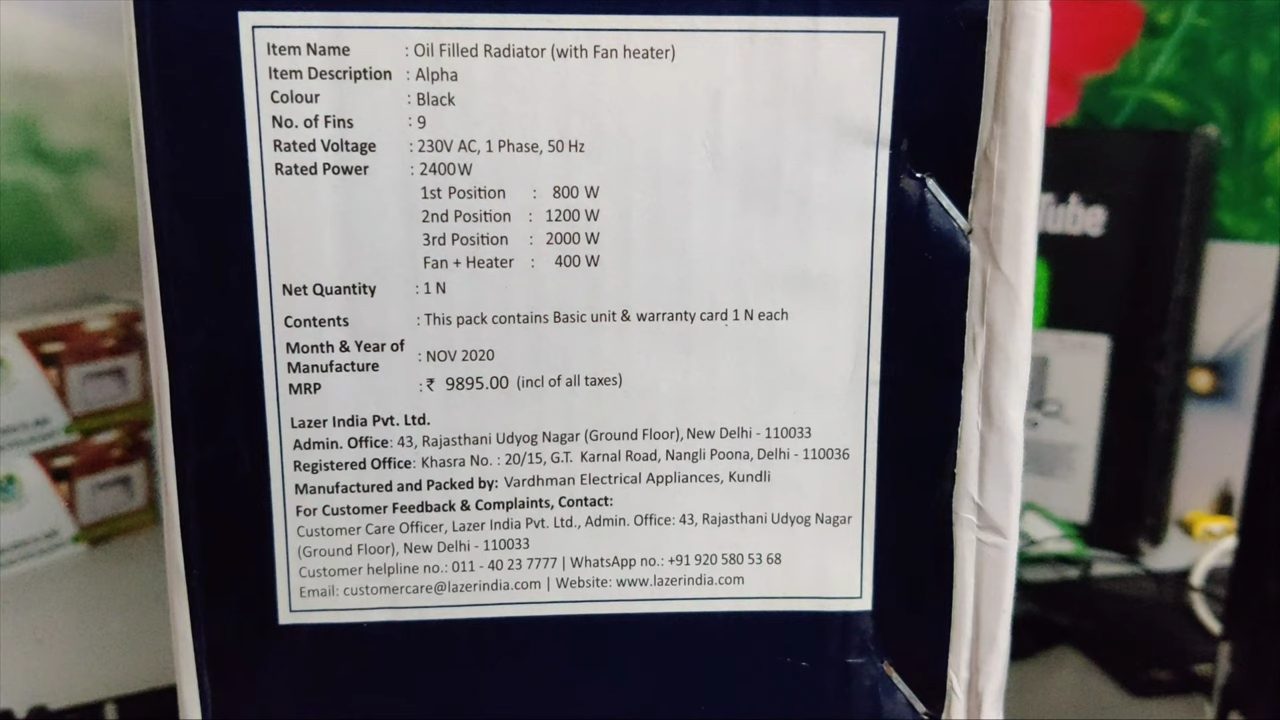 Item Name : Oil Filled Radiator (with Fan heater)
Item Description : Alpha
Colour : Black
No. of Fins : 9
Rated Voltage : 230V AC, 1 Phase, 50 Hz
Rated Power : 2400W
1st Position : 800 W
2nd Position : 1200 W
3rd Position : 2000 W
Fan + Heater : 400 W
Net Quantity : 1 N
Contents : This pack contains Basic unit & warranty card 1 N each
Month & Year of
Manufacture : NOV 2020
MRP : ₹ 9895.00 (incl of all taxes)
Lazer India Pvt. Ltd.
Admin. Office: 43, Rajasthani Udyog Nagar (Ground Floor), New Delhi - 110033
Registered Office: Khasra No. : 20/15, G.T. Karnal Road, Nangli Poona, Delhi - 110036
Manufactured and Packed by: Vardhman Electrical Appliances, Kundli
For Customer Feedback & Complaints, Contact:
Customer Care Officer, Lazer India Pvt. Ltd., Admin. Office: 43, Rajasthani Udyog Nagar
(Ground Floor), New Delhi - 110033
Customer helpline no.: 011 - 40 23 7777 | WhatsApp no.: +91 920 580 53 68
Email: customercare@lazerindia.com | Website: www.lazerindia.com
Tube